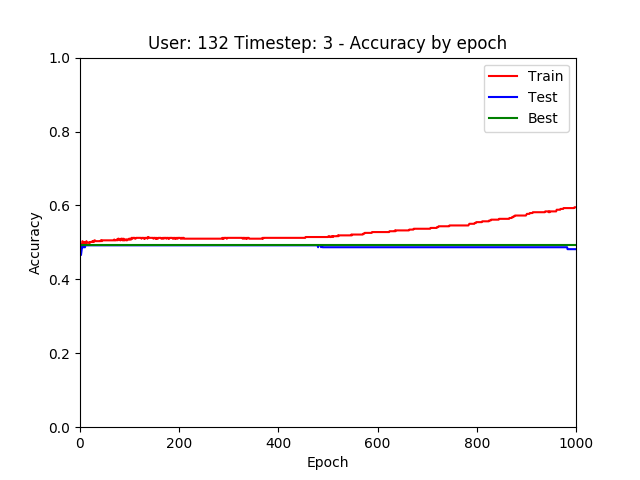 User: 132 Timestep: 3 - Accuracy by epoch
1.0
0.8
0.6
0.4
0.2
0.0
Accuracy
Train
Test
Best
0 200 400 600 800 1000
Epoch